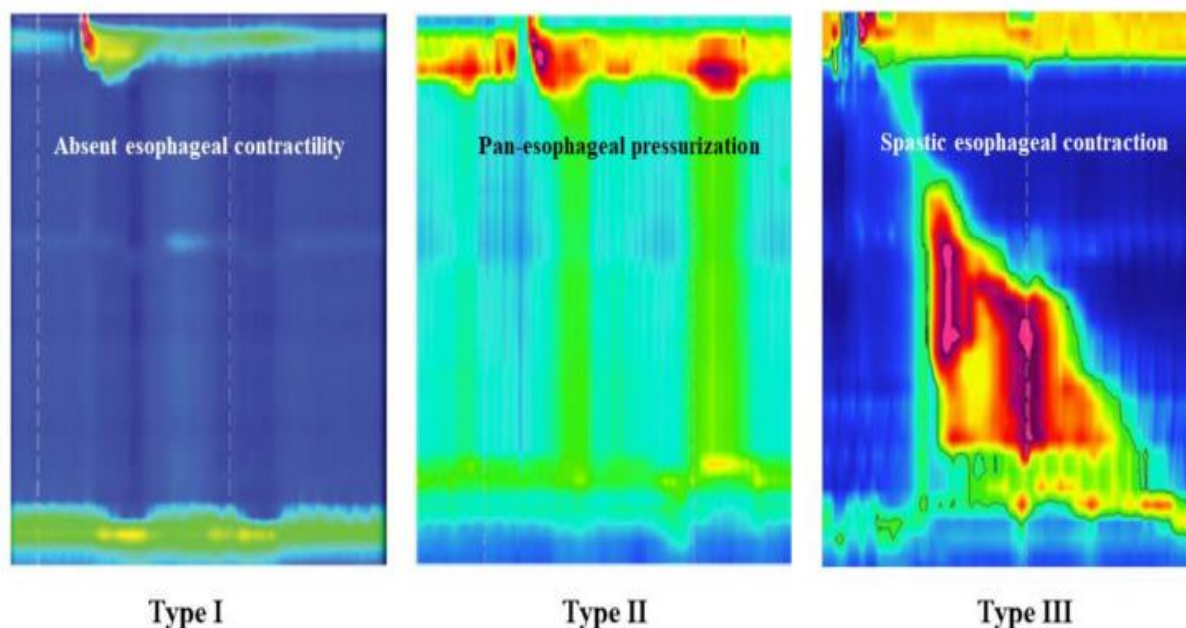 Absent esophageal contractility
Pan-esophageal pressurization
Spastic esophageal contraction
Type I
Type II
Type III